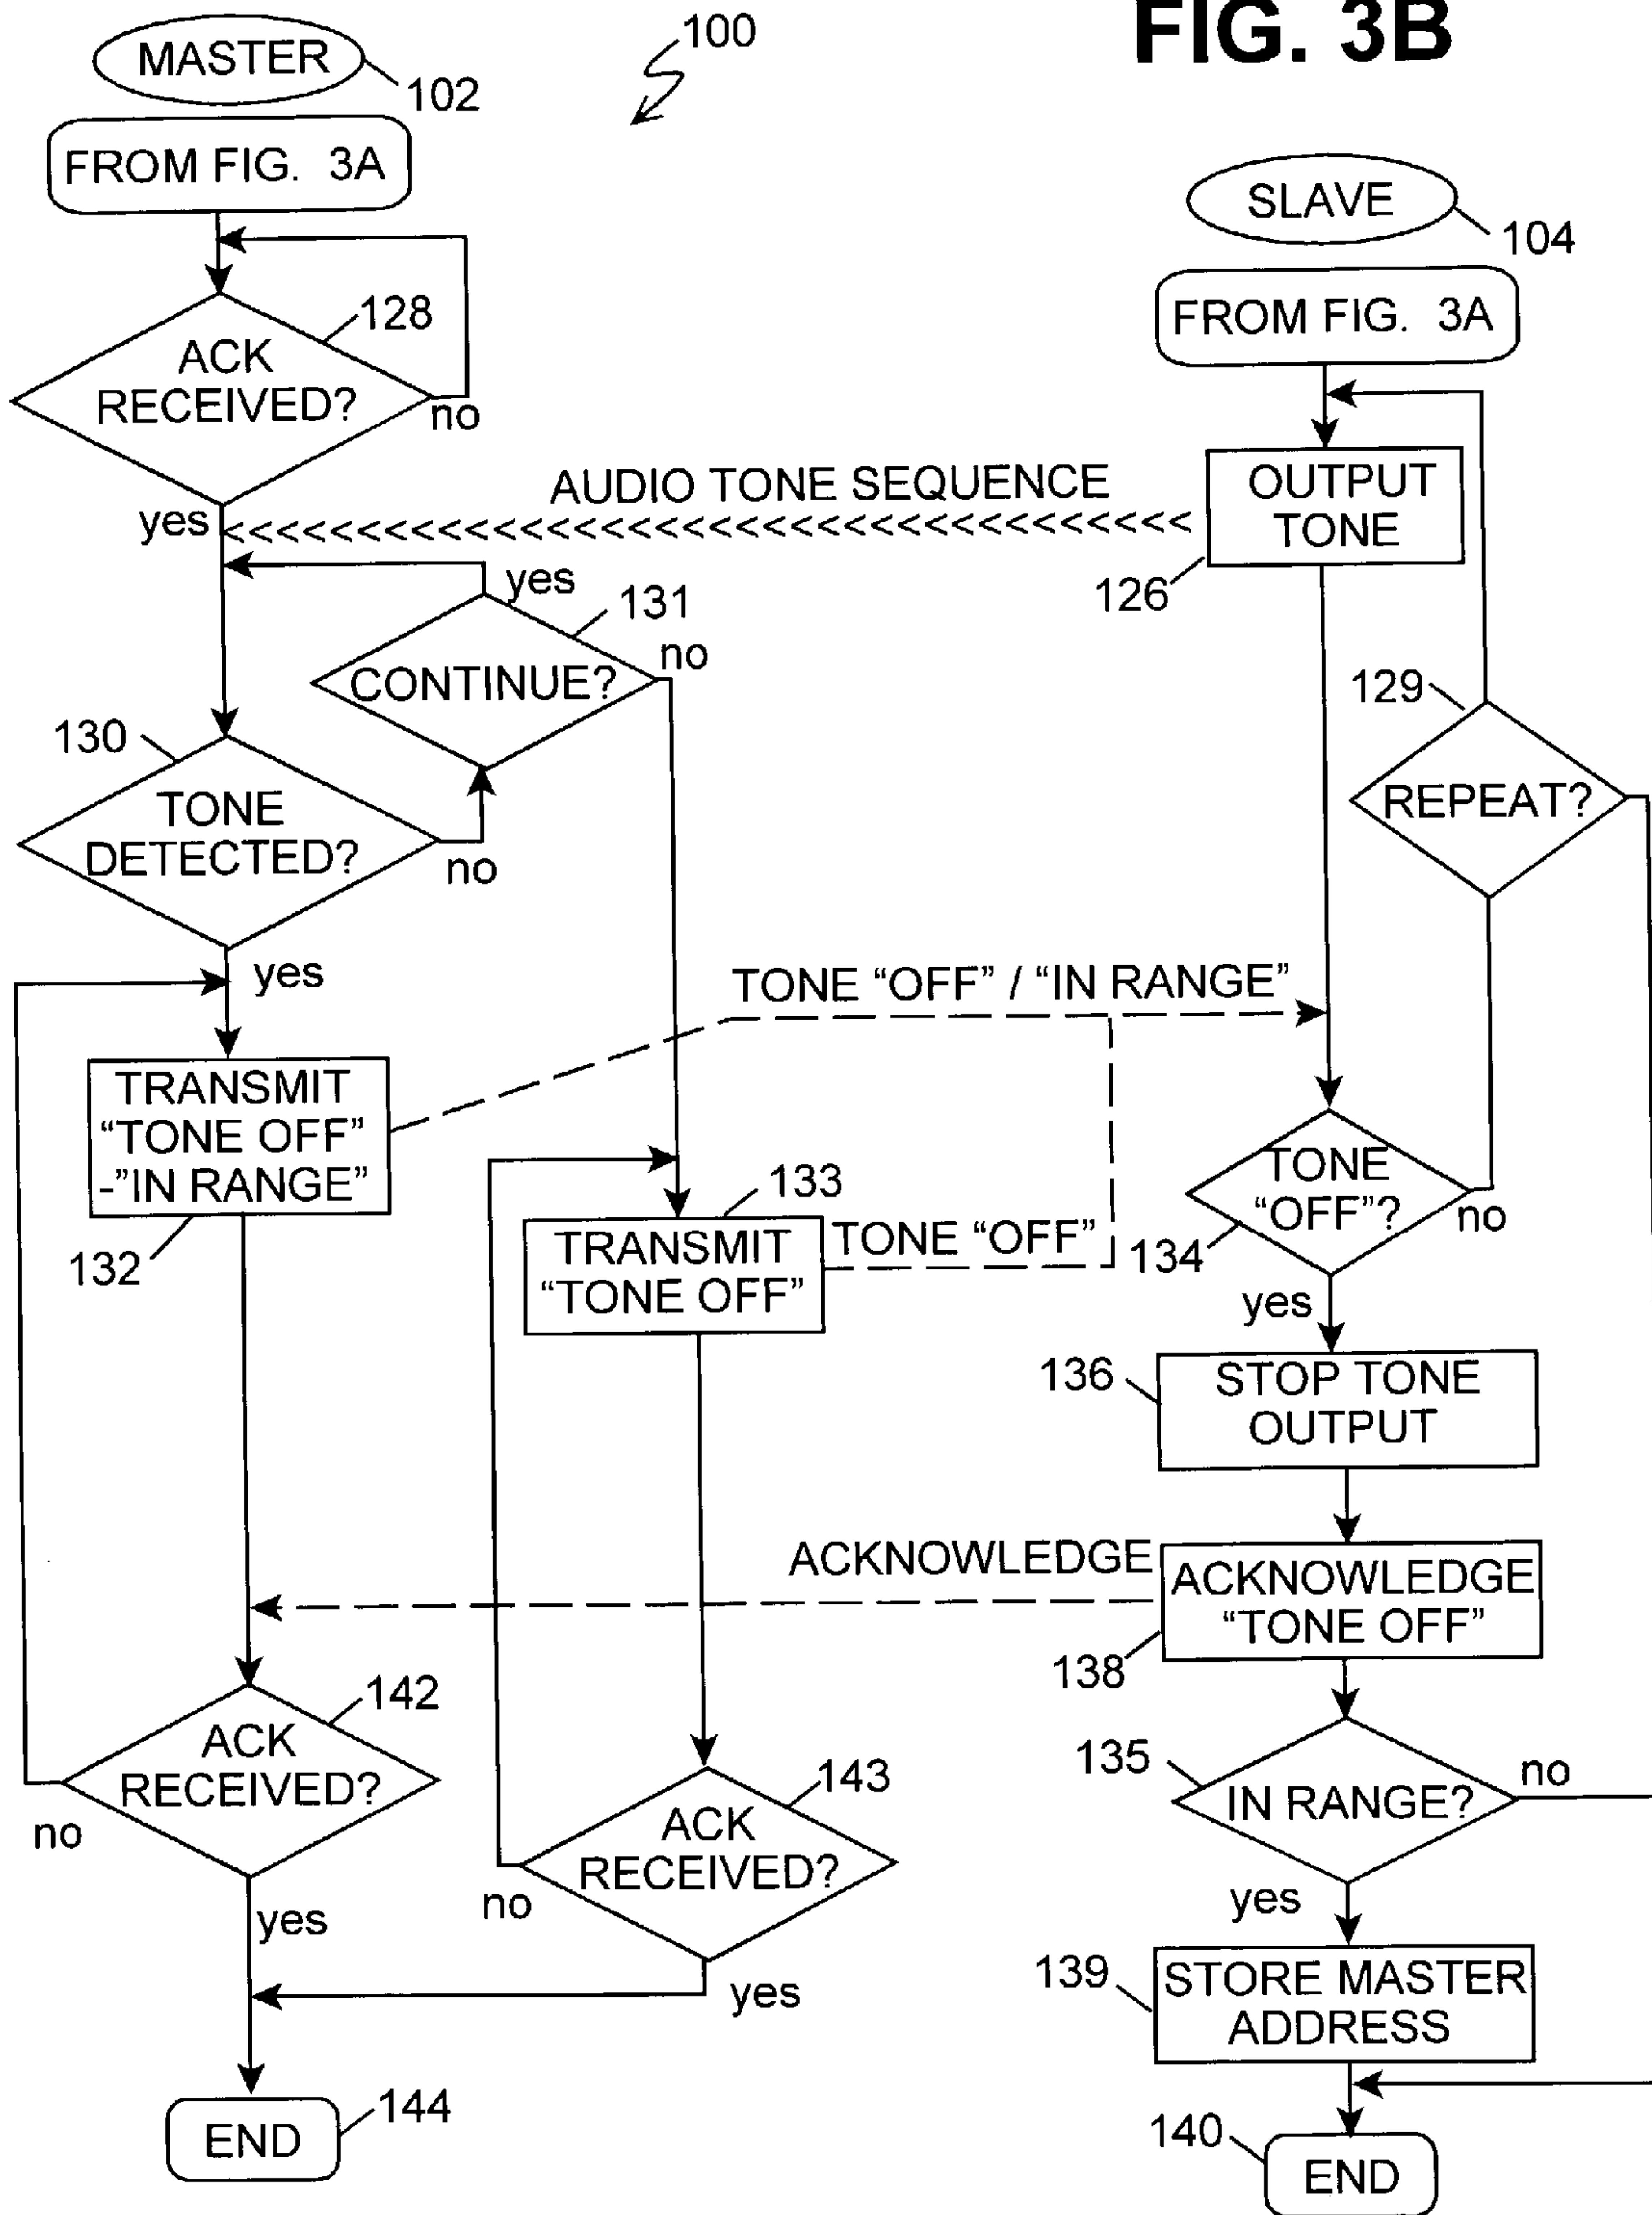 FIG. 3B
100
MASTER
102
FROM FIG. 3A
128
ACK
RECEIVED?
no
yes
AUDIO TONE SEQUENCE
<<<<<<<<<<<<<<<<<<<<<<<<<<<<<<<<<<<
yes
131
CONTINUE?
no
130
TONE
DETECTED?
no
yes
TRANSMIT
“TONE OFF”
-”IN RANGE”
132
TONE “OFF” / “IN RANGE”
133
TRANSMIT
“TONE OFF”
TONE “OFF”
ACKNOWLEDGE
142
ACK
RECEIVED?
no
yes
143
ACK
RECEIVED?
no
yes
END
144
SLAVE
104
FROM FIG. 3A
OUTPUT
TONE
126
129
REPEAT?
TONE
“OFF”?
134
no
yes
136
STOP TONE
OUTPUT
ACKNOWLEDGE
“TONE OFF”
138
135
IN RANGE?
no
yes
139
STORE MASTER
ADDRESS
140
END